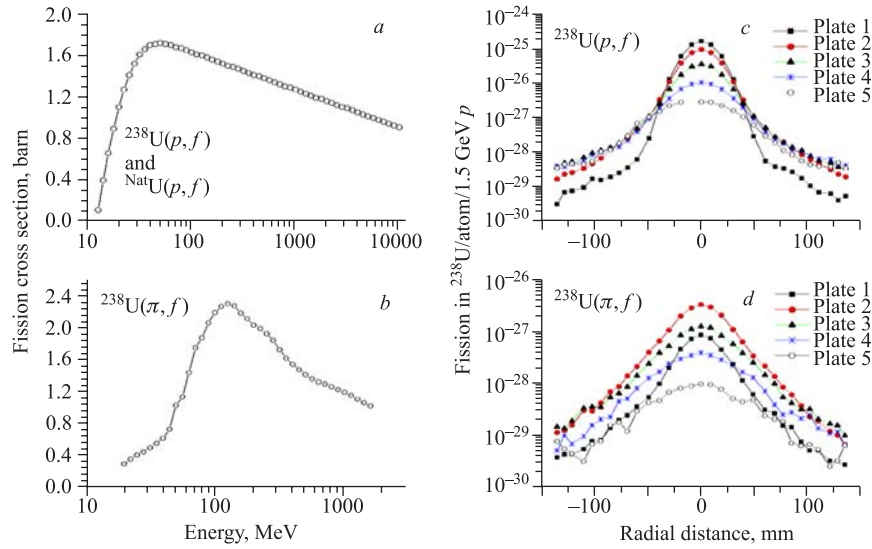 Fission cross section, barn
2.0
1.6
1.2
0.8
0.4
0.0
a
²³⁸U(p, f)
and
ᴺᵃᵗU(p, f)
10 100 1000 10000
2.4
2.0
1.6
1.2
0.8
0.4
0.0
²³⁸U(π, f)
b
10 100 1000
Energy, MeV
Fission in ²³⁸U/atom/1.5 GeV p
10⁻²⁴
10⁻²⁵
10⁻²⁶
10⁻²⁷
10⁻²⁸
10⁻²⁹
10⁻³⁰
²³⁸U(p, f)
c
Plate 1
Plate 2
Plate 3
Plate 4
Plate 5
−100 0 100
10⁻²⁶
10⁻²⁷
10⁻²⁸
10⁻²⁹
10⁻³⁰
²³⁸U(π, f)
d
Plate 1
Plate 2
Plate 3
Plate 4
Plate 5
−100 0 100
Radial distance, mm